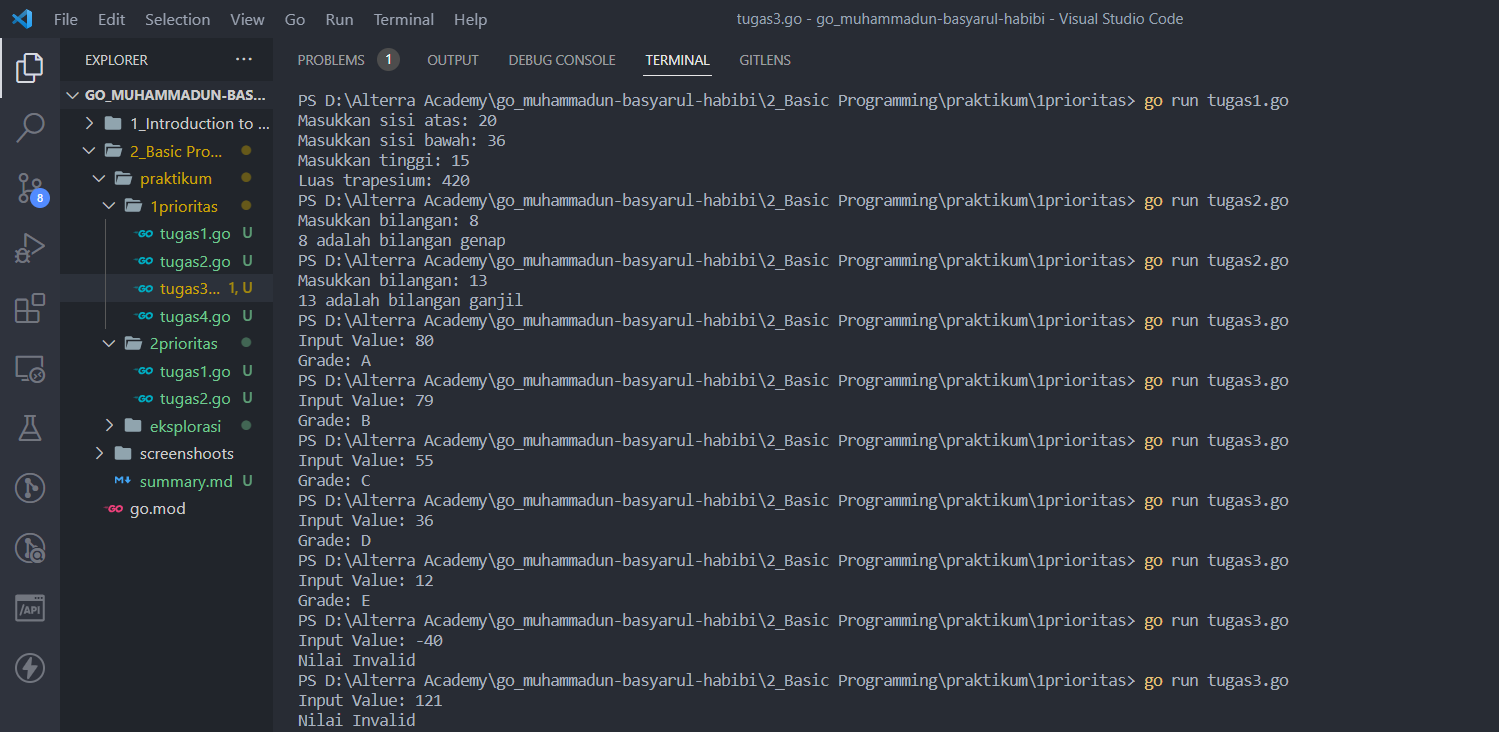 File Edit Selection View Go Run Terminal Help
tugas3.go - go_muhammadun-basyarul-habibi - Visual Studio Code
EXPLORER ...
GO_MUHAMMADUN-BAS...
1_Introduction to ...
2_Basic Pro...
praktikum
1prioritas
GO tugas1.go U
GO tugas2.go U
GO tugas3... 1, U
GO tugas4.go U
2prioritas
GO tugas1.go U
GO tugas2.go U
eksplorasi
screenshoots
M↓ summary.md U
GO go.mod
8
/API
PROBLEMS 1 OUTPUT DEBUG CONSOLE TERMINAL GITLENS
PS D:\Alterra Academy\go_muhammadun-basyarul-habibi\2_Basic Programming\praktikum\1prioritas> go run tugas1.go
Masukkan sisi atas: 20
Masukkan sisi bawah: 36
Masukkan tinggi: 15
Luas trapesium: 420
PS D:\Alterra Academy\go_muhammadun-basyarul-habibi\2_Basic Programming\praktikum\1prioritas> go run tugas2.go
Masukkan bilangan: 8
8 adalah bilangan genap
PS D:\Alterra Academy\go_muhammadun-basyarul-habibi\2_Basic Programming\praktikum\1prioritas> go run tugas2.go
Masukkan bilangan: 13
13 adalah bilangan ganjil
PS D:\Alterra Academy\go_muhammadun-basyarul-habibi\2_Basic Programming\praktikum\1prioritas> go run tugas3.go
Input Value: 80
Grade: A
PS D:\Alterra Academy\go_muhammadun-basyarul-habibi\2_Basic Programming\praktikum\1prioritas> go run tugas3.go
Input Value: 79
Grade: B
PS D:\Alterra Academy\go_muhammadun-basyarul-habibi\2_Basic Programming\praktikum\1prioritas> go run tugas3.go
Input Value: 55
Grade: C
PS D:\Alterra Academy\go_muhammadun-basyarul-habibi\2_Basic Programming\praktikum\1prioritas> go run tugas3.go
Input Value: 36
Grade: D
PS D:\Alterra Academy\go_muhammadun-basyarul-habibi\2_Basic Programming\praktikum\1prioritas> go run tugas3.go
Input Value: 12
Grade: E
PS D:\Alterra Academy\go_muhammadun-basyarul-habibi\2_Basic Programming\praktikum\1prioritas> go run tugas3.go
Input Value: -40
Nilai Invalid
PS D:\Alterra Academy\go_muhammadun-basyarul-habibi\2_Basic Programming\praktikum\1prioritas> go run tugas3.go
Input Value: 121
Nilai Invalid